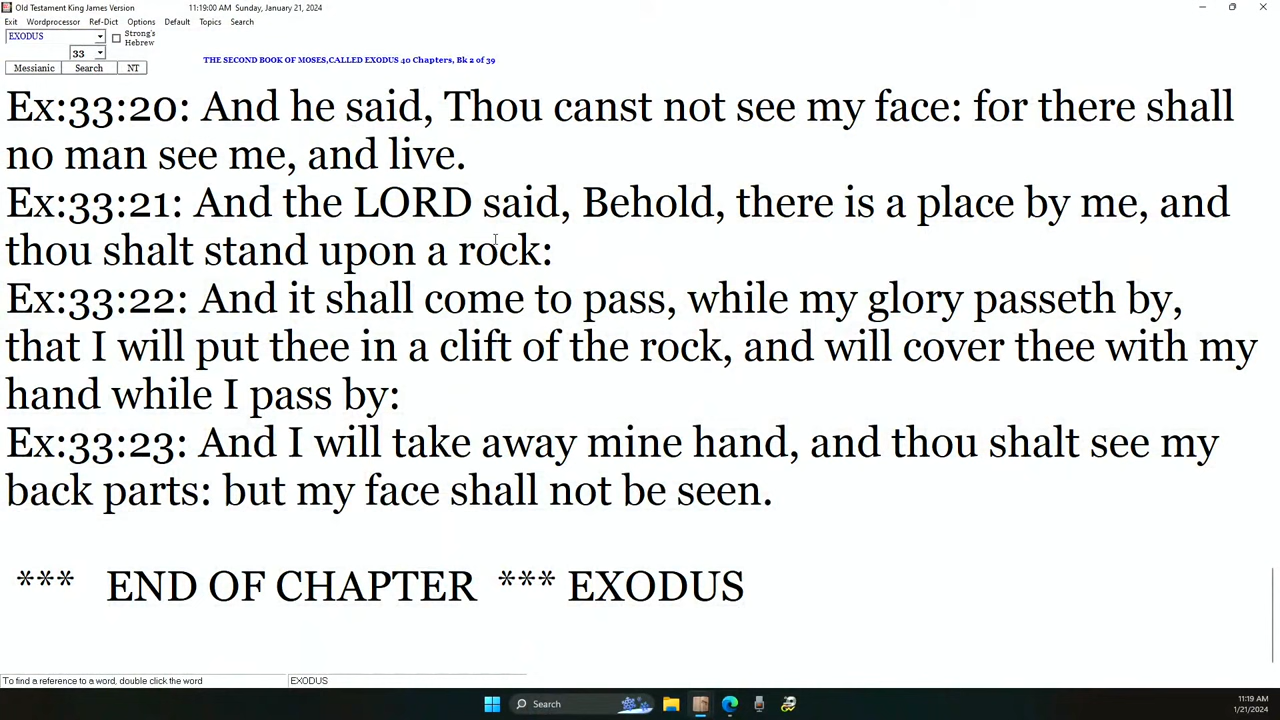 Old Testament King James Version 11:19:00 AM Sunday, January 21, 2024
Exit Wordprocessor Ref-Dict Options Default Topics Search
EXODUS
Strong's
Hebrew
33
Messianic Search NT
THE SECOND BOOK OF MOSES,CALLED EXODUS 40 Chapters, Bk 2 of 39
Ex:33:20: And he said, Thou canst not see my face: for there shall
no man see me, and live.
Ex:33:21: And the LORD said, Behold, there is a place by me, and
thou shalt stand upon a rock:
Ex:33:22: And it shall come to pass, while my glory passeth by,
that I will put thee in a clift of the rock, and will cover thee with my
hand while I pass by:
Ex:33:23: And I will take away mine hand, and thou shalt see my
back parts: but my face shall not be seen.
*** END OF CHAPTER *** EXODUS
To find a reference to a word, double click the word EXODUS
Search
11:19 AM
1/21/2024